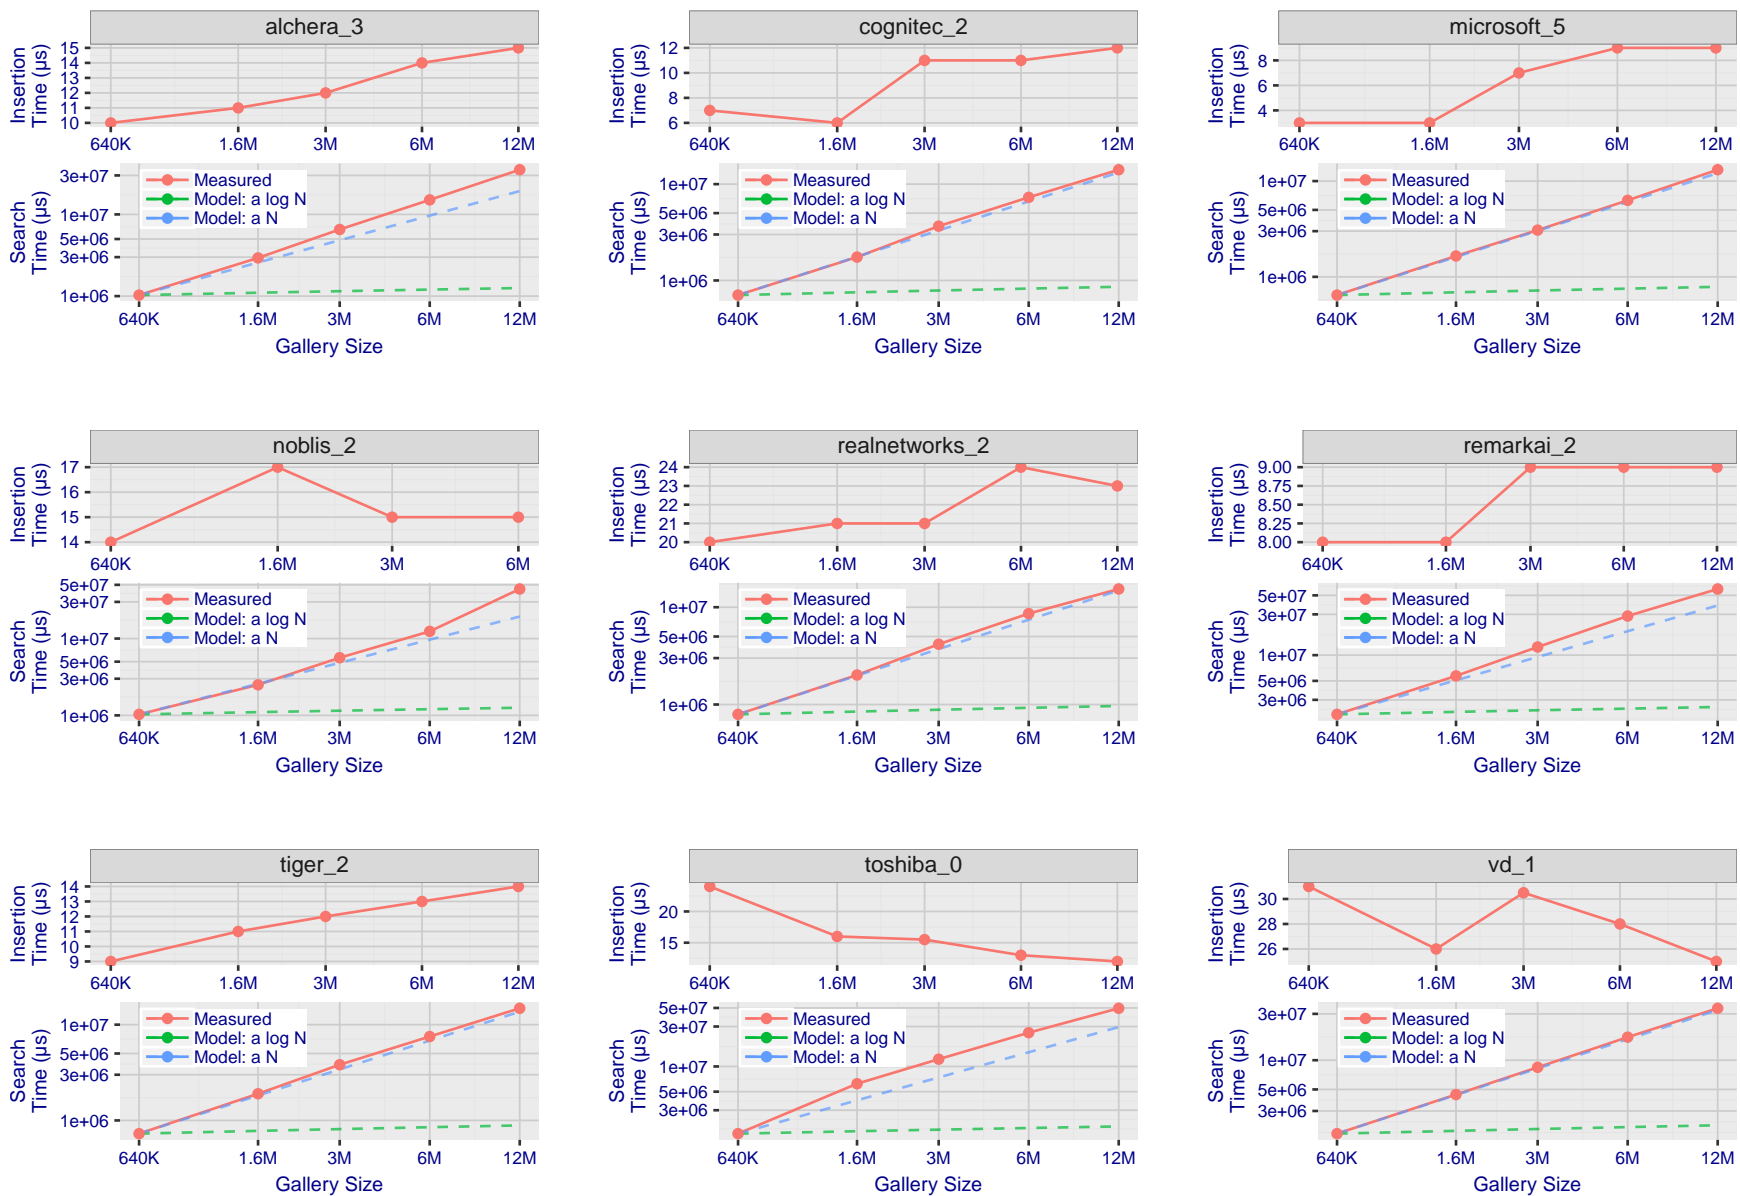 alchera_3
Insertion
Time (µs)
15
14
13
12
11
10
640K 1.6M 3M 6M 12M
Search
Time (µs)
3e+07
1e+07
5e+06
3e+06
1e+06
Measured
Model: a log N
Model: a N
640K 1.6M 3M 6M 12M
Gallery Size
cognitec_2
Insertion
Time (µs)
12
10
8
6
640K 1.6M 3M 6M 12M
Search
Time (µs)
1e+07
5e+06
3e+06
1e+06
Measured
Model: a log N
Model: a N
640K 1.6M 3M 6M 12M
Gallery Size
microsoft_5
Insertion
Time (µs)
8
6
4
640K 1.6M 3M 6M 12M
Search
Time (µs)
1e+07
5e+06
3e+06
1e+06
Measured
Model: a log N
Model: a N
640K 1.6M 3M 6M 12M
Gallery Size
noblis_2
Insertion
Time (µs)
17
16
15
14
640K 1.6M 3M 6M
Search
Time (µs)
5e+07
3e+07
1e+07
5e+06
3e+06
1e+06
Measured
Model: a log N
Model: a N
640K 1.6M 3M 6M 12M
Gallery Size
realnetworks_2
Insertion
Time (µs)
24
23
22
21
20
640K 1.6M 3M 6M 12M
Search
Time (µs)
1e+07
5e+06
3e+06
1e+06
Measured
Model: a log N
Model: a N
640K 1.6M 3M 6M 12M
Gallery Size
remarkai_2
Insertion
Time (µs)
9.00
8.75
8.50
8.25
8.00
640K 1.6M 3M 6M 12M
Search
Time (µs)
5e+07
3e+07
1e+07
5e+06
3e+06
Measured
Model: a log N
Model: a N
640K 1.6M 3M 6M 12M
Gallery Size
tiger_2
Insertion
Time (µs)
14
13
12
11
10
9
640K 1.6M 3M 6M 12M
Search
Time (µs)
1e+07
5e+06
3e+06
1e+06
Measured
Model: a log N
Model: a N
640K 1.6M 3M 6M 12M
Gallery Size
toshiba_0
Insertion
Time (µs)
20
15
640K 1.6M 3M 6M 12M
Search
Time (µs)
5e+07
3e+07
1e+07
5e+06
3e+06
Measured
Model: a log N
Model: a N
640K 1.6M 3M 6M 12M
Gallery Size
vd_1
Insertion
Time (µs)
30
28
26
640K 1.6M 3M 6M 12M
Search
Time (µs)
3e+07
1e+07
5e+06
3e+06
Measured
Model: a log N
Model: a N
640K 1.6M 3M 6M 12M
Gallery Size